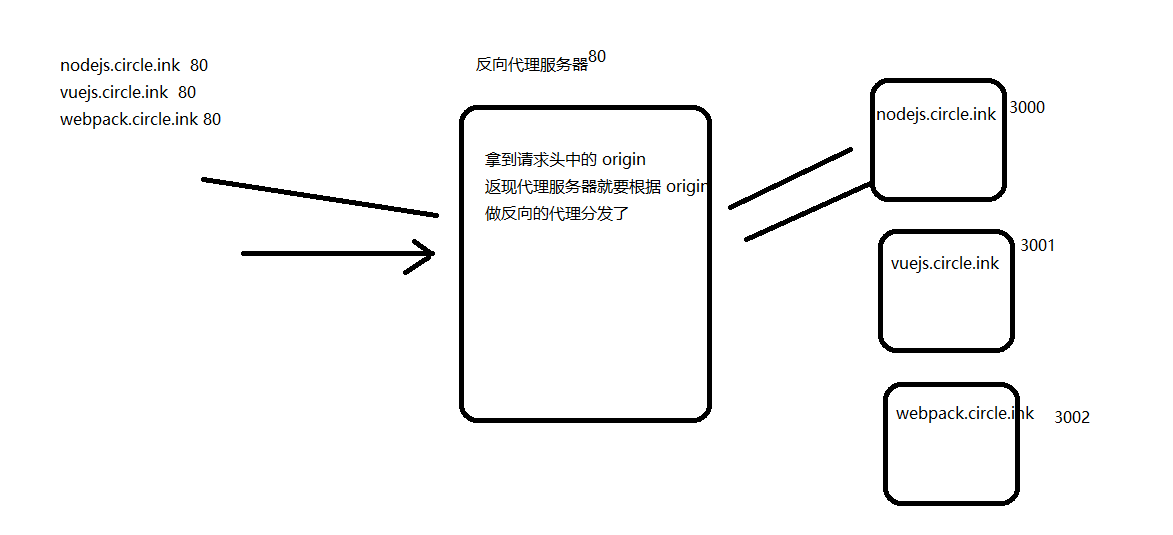 nodejs.circle.ink 80
vuejs.circle.ink 80
webpack.circle.ink 80
反向代理服务器80
拿到请求头中的 origin
返现代理服务器就要根据 origin
做反向的代理分发了
nodejs.circle.ink 3000
vuejs.circle.ink 3001
webpack.circle.ink 3002